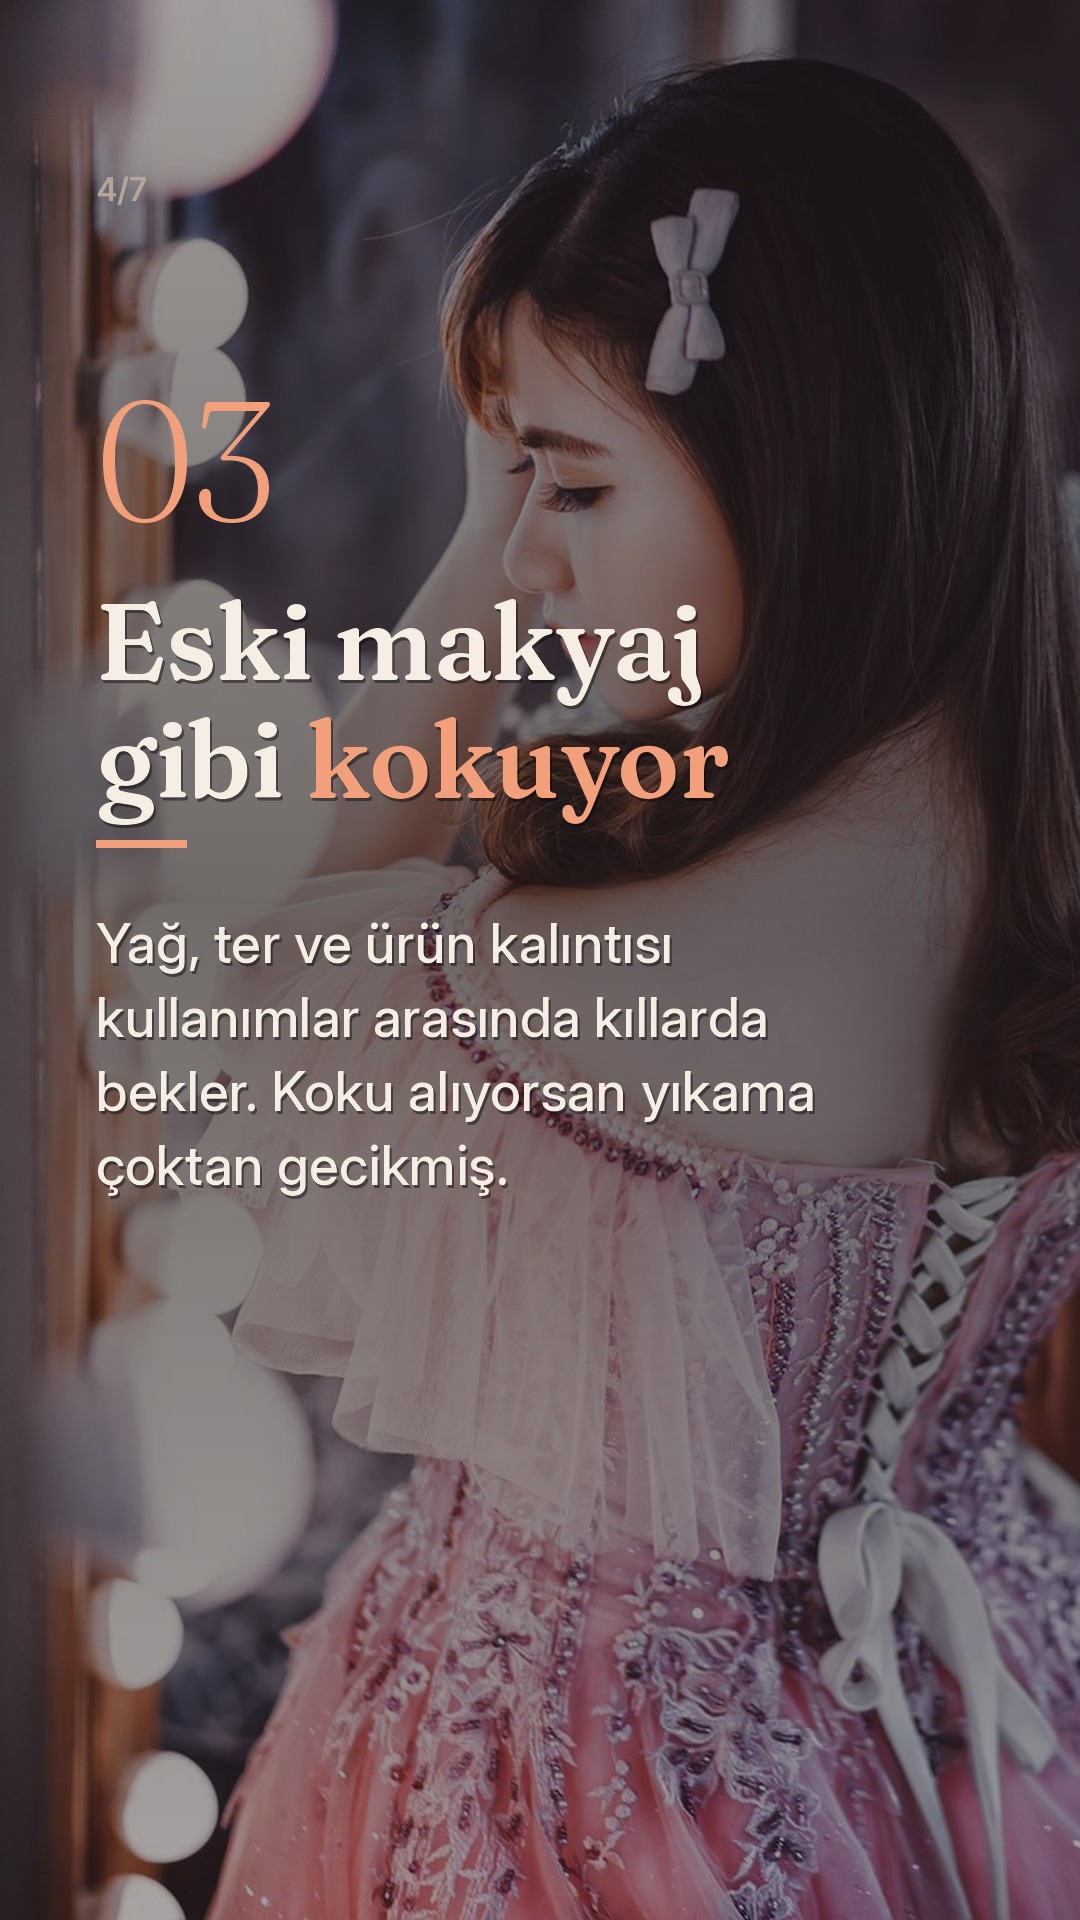 4/7
03
Eski makyaj
gibi kokuyor
Yağ, ter ve ürün kalıntısı
kullanımlar arasında kıllarda
bekler. Koku alıyorsan yıkama
çoktan gecikmiş.